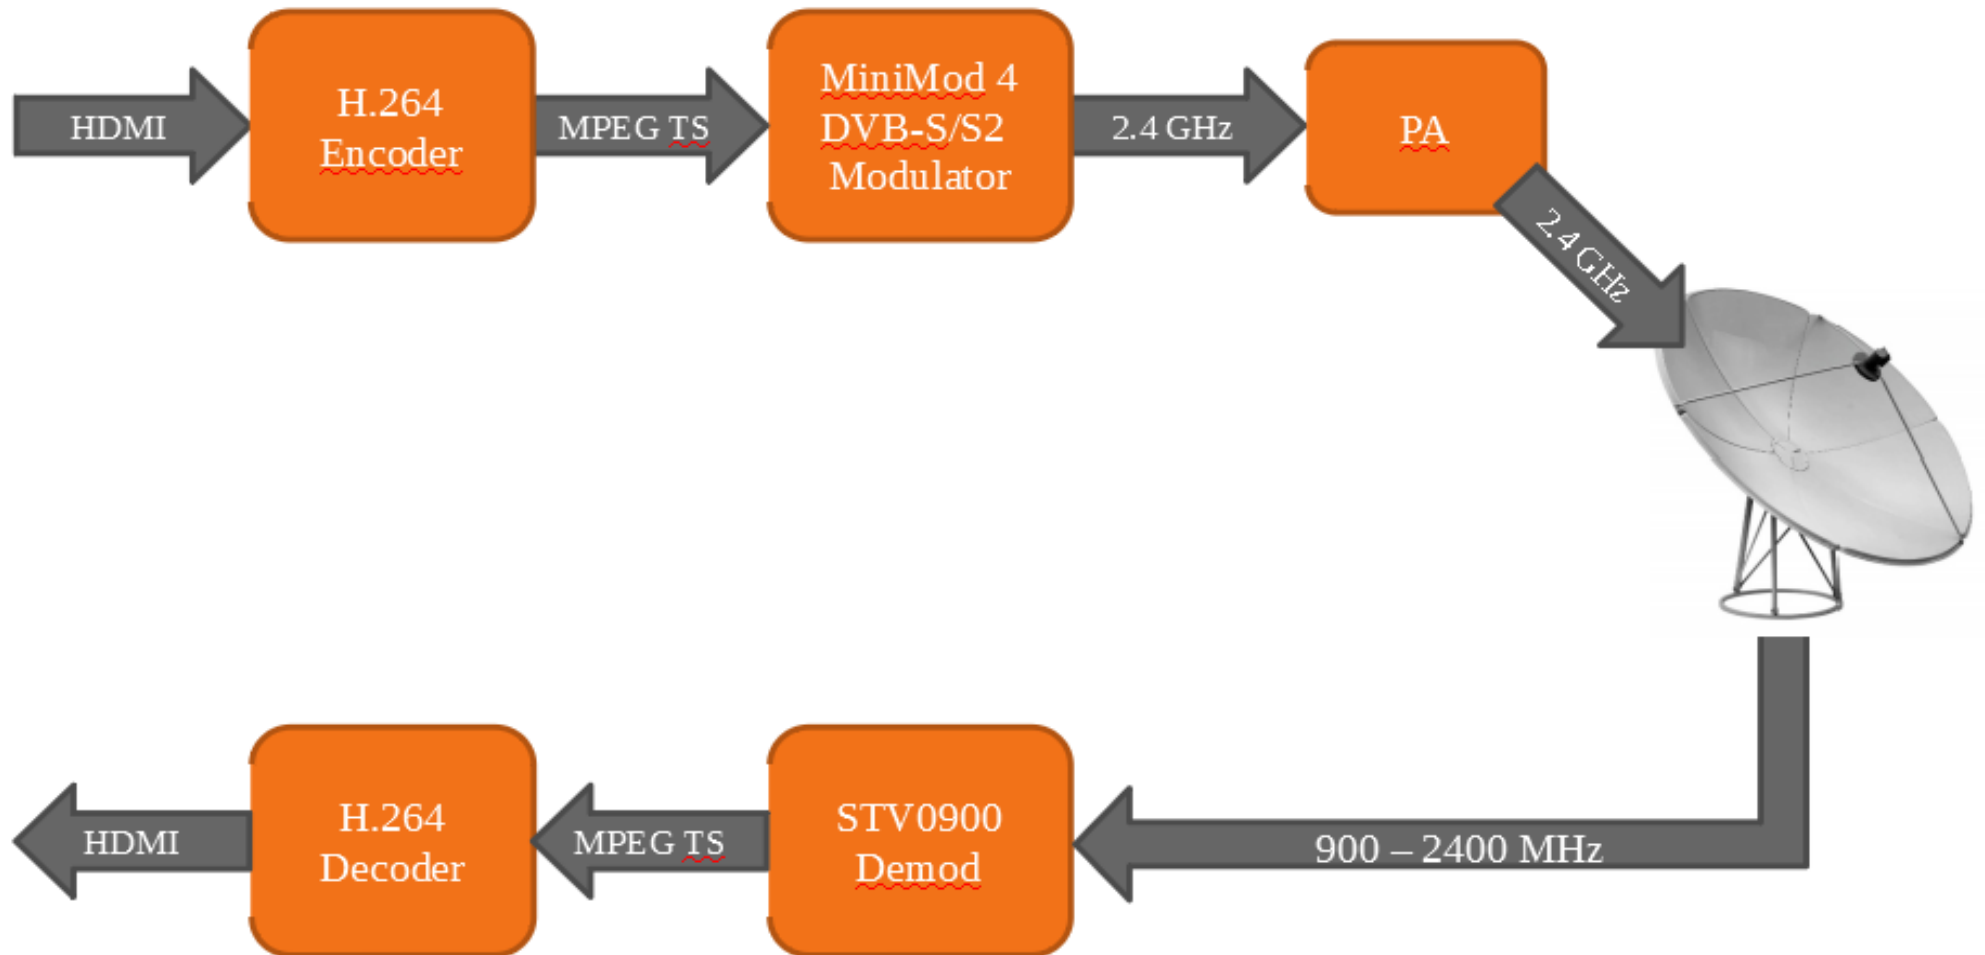 HDMI
H.264
Encoder
MPEG TS
MiniMod 4
DVB-S/S2
Modulator
2.4 GHz
PA
2.4 GHz
HDMI
H.264
Decoder
MPEG TS
STV0900
Demod
900 – 2400 MHz